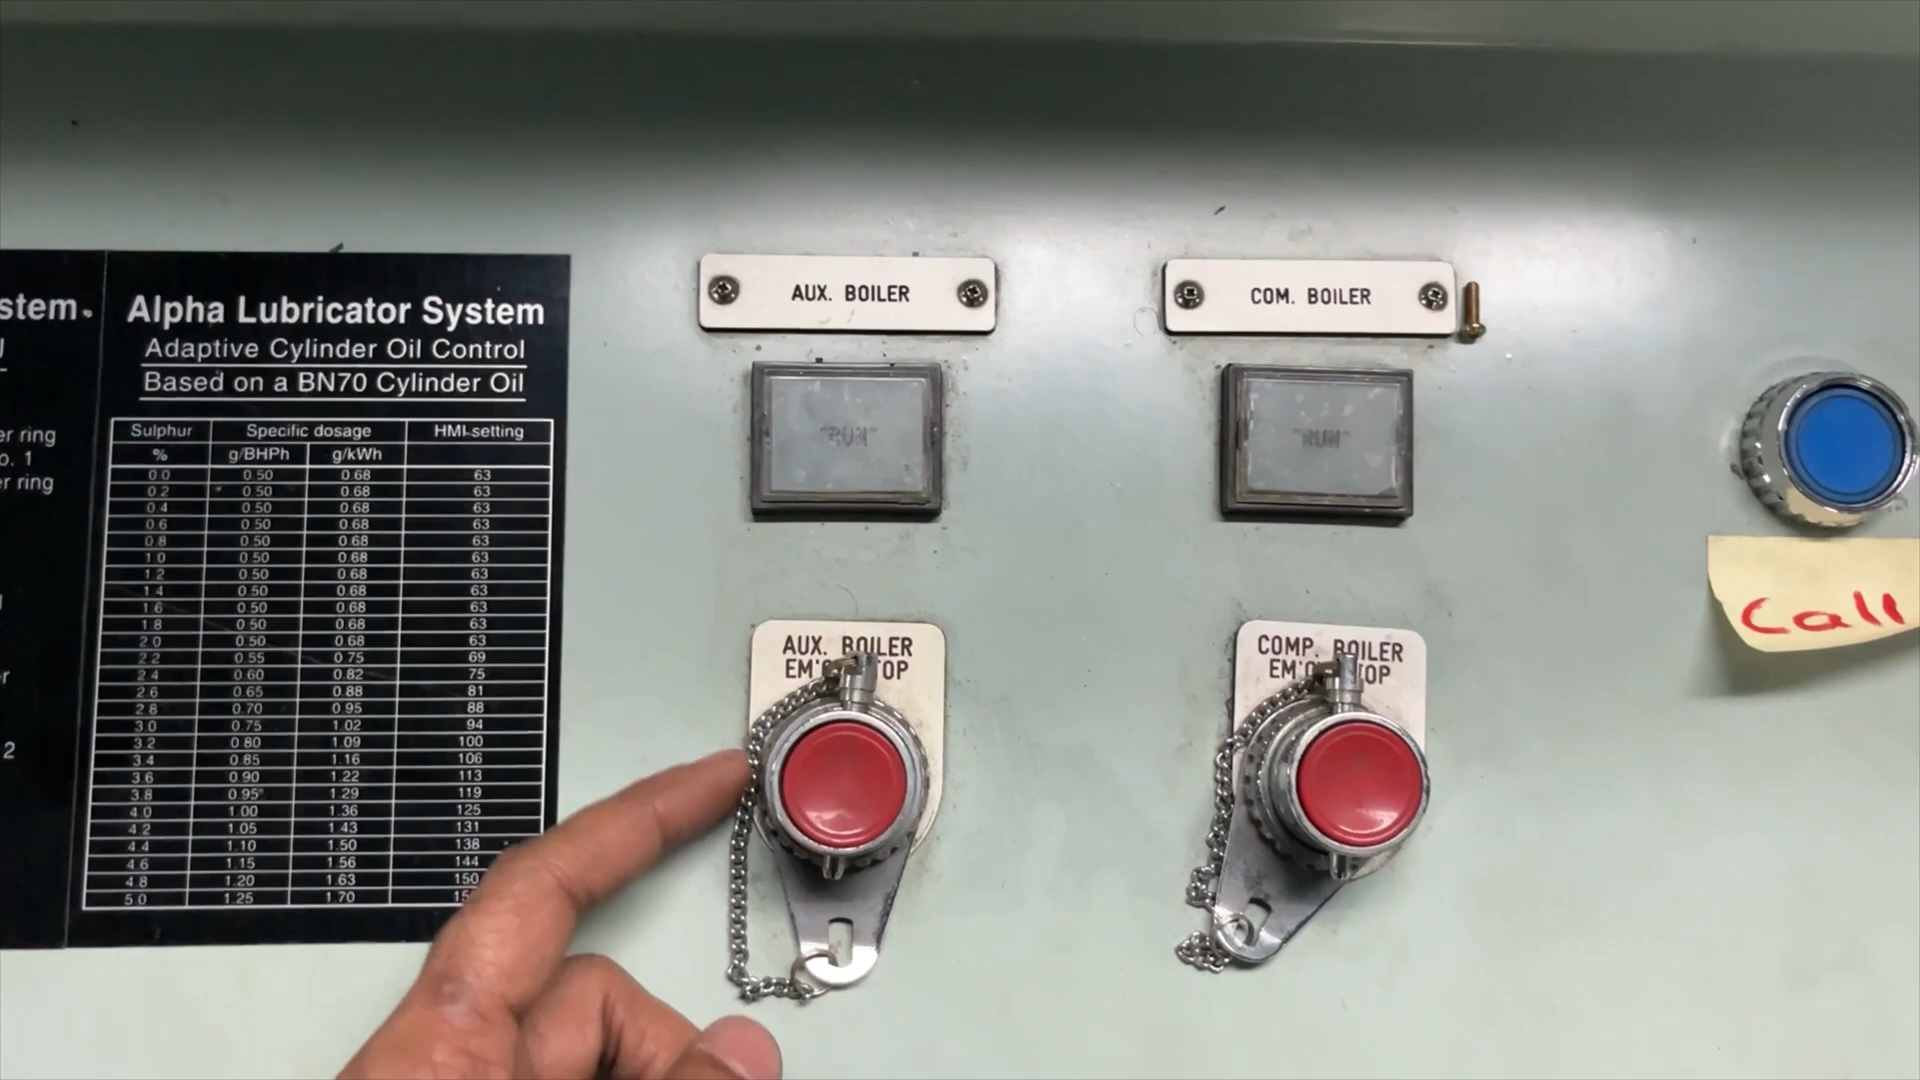 stem.
er ring
o. 1
er ring
r
2
Alpha Lubricator System
Adaptive Cylinder Oil Control
Based on a BN70 Cylinder Oil
Sulphur Specific dosage HMI setting
% g/BHPh g/kWh
0.0 0.50 0.68 63
0.2 0.50 0.68 63
0.4 0.50 0.68 63
0.6 0.50 0.68 63
0.8 0.50 0.68 63
1.0 0.50 0.68 63
1.2 0.50 0.68 63
1.4 0.50 0.68 63
1.6 0.50 0.68 63
1.8 0.50 0.68 63
2.0 0.50 0.68 63
2.2 0.55 0.75 69
2.4 0.60 0.82 75
2.6 0.65 0.88 81
2.8 0.70 0.95 88
3.0 0.75 1.02 94
3.2 0.80 1.09 100
3.4 0.85 1.16 106
3.6 0.90 1.22 113
3.8 0.95 1.29 119
4.0 1.00 1.36 125
4.2 1.05 1.43 131
4.4 1.10 1.50 138
4.6 1.15 1.56 144
4.8 1.20 1.63 150
5.0 1.25 1.70
AUX. BOILER
"RUN"
AUX. BOILER
EM'
TOP
COM. BOILER
"RUN"
COMP. BOILER
EM'
TOP
Call